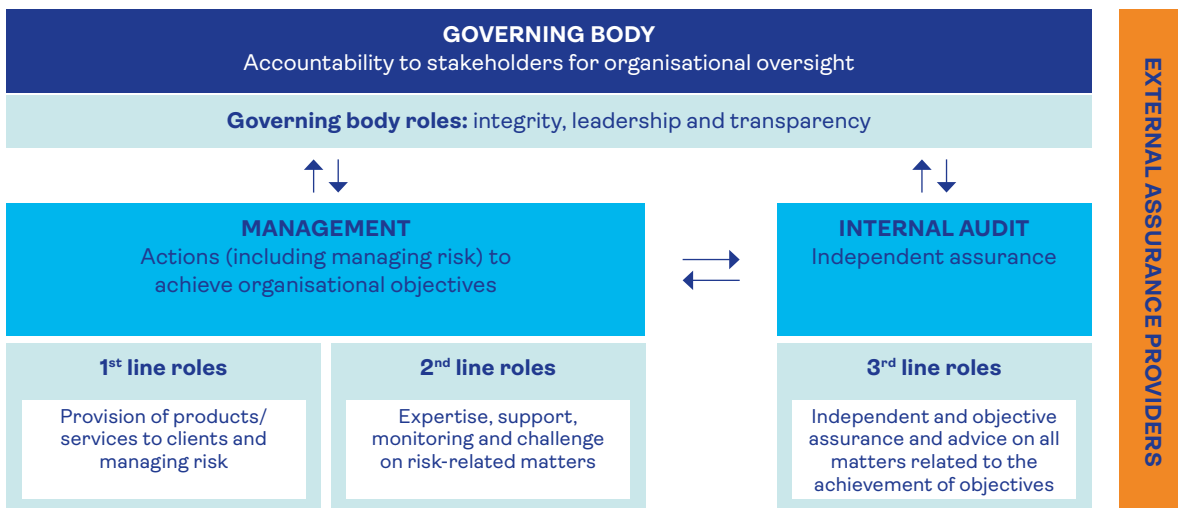 GOVERNING BODY
Accountability to stakeholders for organisational oversight
Governing body roles: integrity, leadership and transparency
MANAGEMENT
Actions (including managing risk) to
achieve organisational objectives
INTERNAL AUDIT
Independent assurance
1st line roles
Provision of products/
services to clients and
managing risk
2nd line roles
Expertise, support,
monitoring and challenge
on risk-related matters
3rd line roles
Independent and objective
assurance and advice on all
matters related to the
achievement of objectives
EXTERNAL ASSURANCE PROVIDERS